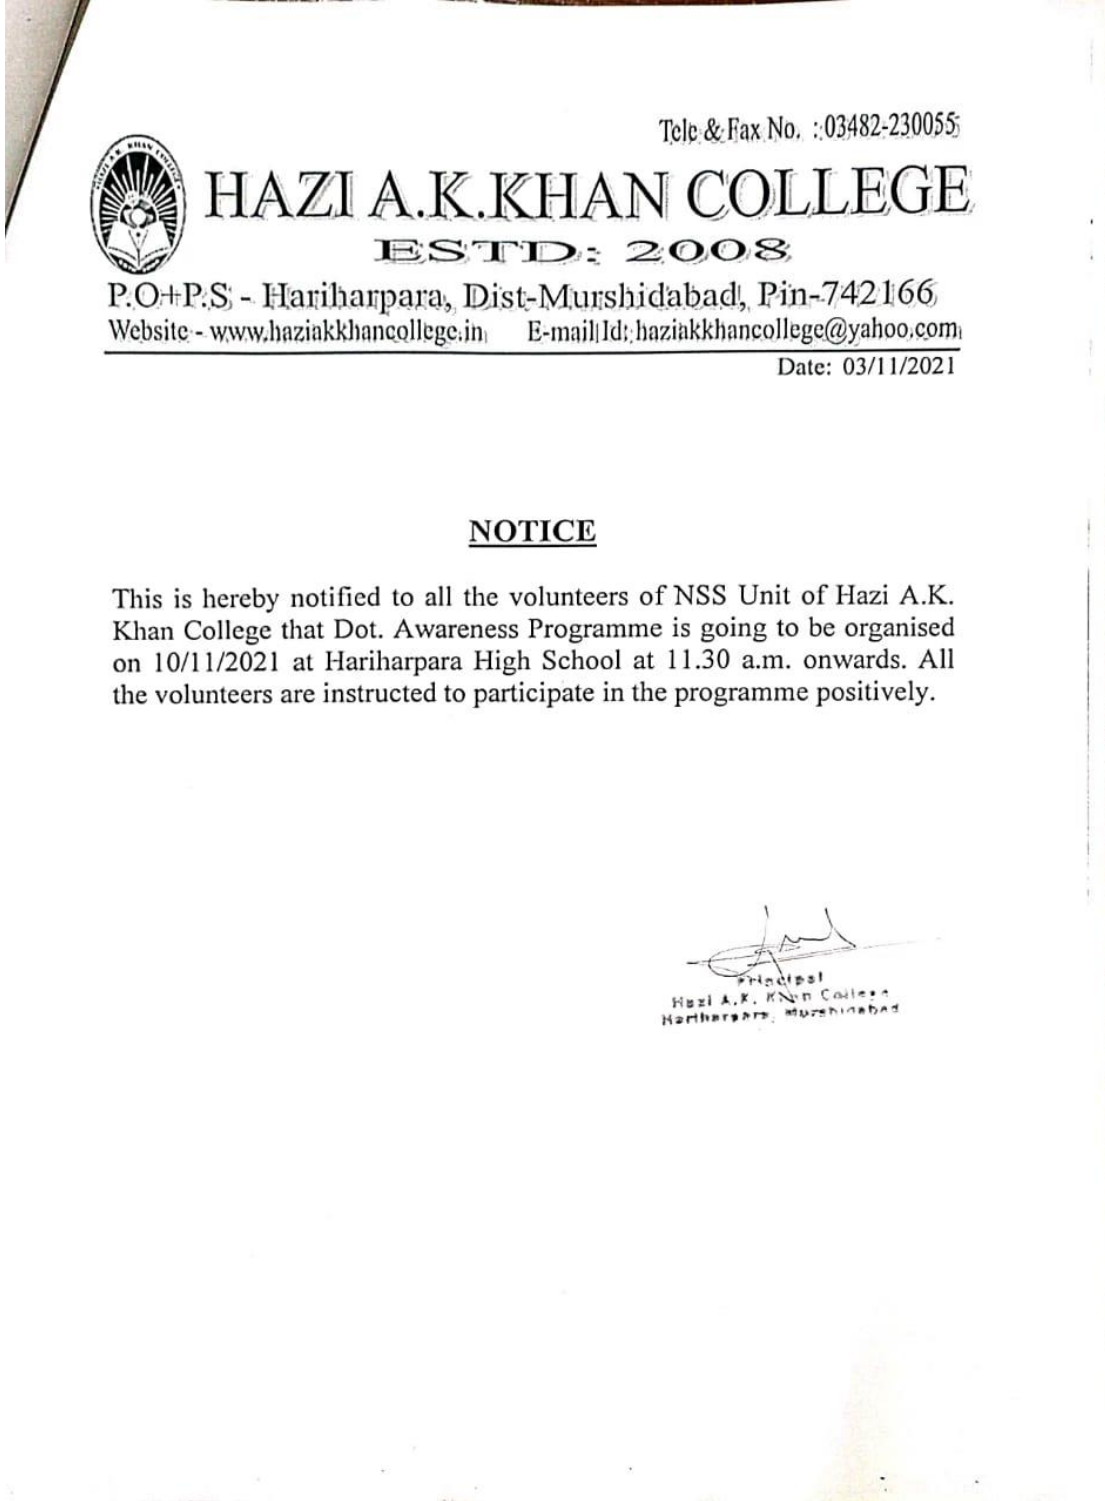 Tele & Fax No. : 03482-230055
HAZI A.K. KHAN COLLEGE
HAZI A.K.KHAN COLLEGE
ESTD: 2008
P.O+P.S - Hariharpara, Dist-Murshidabad, Pin-742166
Website - www.haziakkhancollege.in E-mail Id: haziakkhancollege@yahoo.com
Date: 03/11/2021
NOTICE
This is hereby notified to all the volunteers of NSS Unit of Hazi A.K.
Khan College that Dot. Awareness Programme is going to be organised
on 10/11/2021 at Hariharpara High School at 11.30 a.m. onwards. All
the volunteers are instructed to participate in the programme positively.
Principal
Hazi A.K. Khan College
Hariharpara, Murshidabad